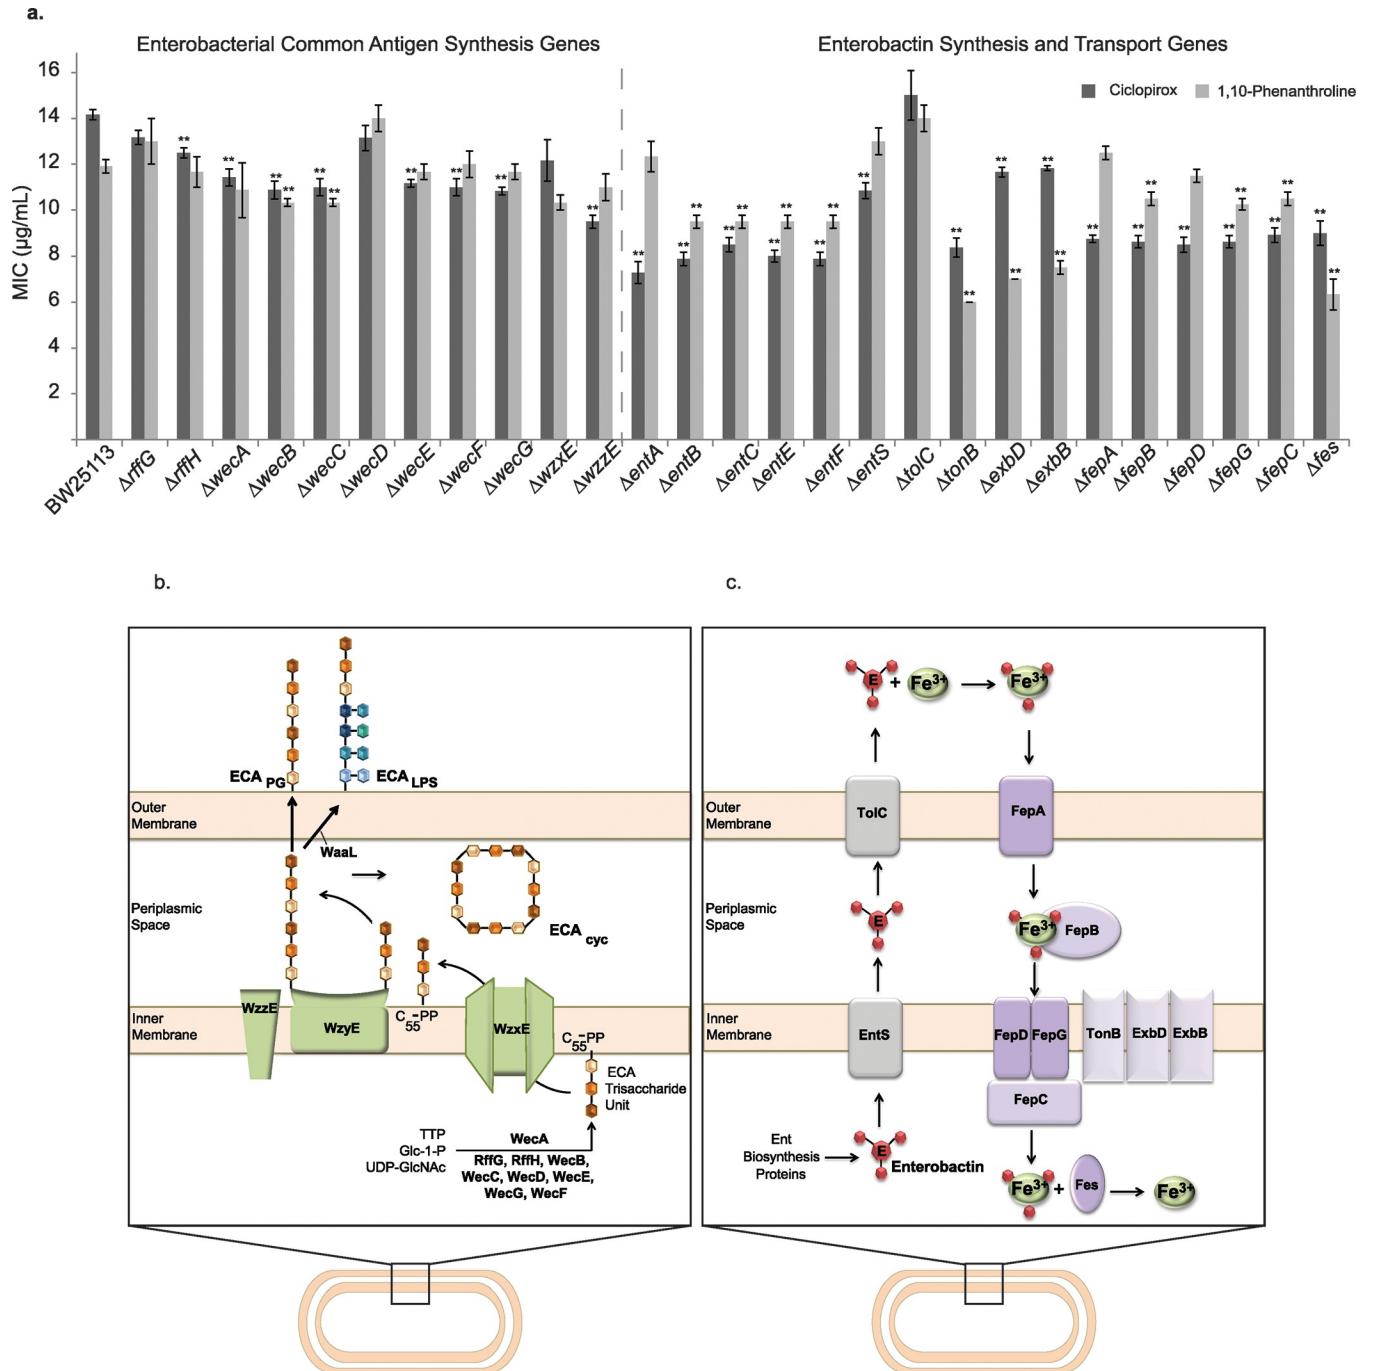 a.
Enterobacterial Common Antigen Synthesis Genes
Enterobactin Synthesis and Transport Genes
Ciclopirox
1,10-Phenanthroline
MIC (µg/mL)
16
14
12
10
8
6
4
2
** ** ** ** ** ** ** ** ** ** **
** ** ** ** ** ** ** ** ** ** ** ** ** ** ** ** ** ** ** ** ** ** ** ** ** **
BW25113
ΔrffG
ΔrffH
ΔwecA
ΔwecB
ΔwecC
ΔwecD
ΔwecE
ΔwecF
ΔwecG
ΔwzxE
ΔwzzE
ΔentA
ΔentB
ΔentC
ΔentE
ΔentF
ΔentS
ΔtolC
ΔtonB
ΔexbD
ΔexbB
ΔfepA
ΔfepB
ΔfepD
ΔfepG
ΔfepC
Δfes
b.
ECA PG
ECA LPS
Outer
Membrane
WaaL
Periplasmic
Space
ECA cyc
WzzE
WzyE
C55-PP
WzxE
C55-PP
Inner
Membrane
ECA
Trisaccharide
Unit
TTP
Glc-1-P
UDP-GlcNAc
WecA
RffG, RffH, WecB,
WecC, WecD, WecE,
WecG, WecF
c.
E + Fe3+
Fe3+
Outer
Membrane
TolC
FepA
Periplasmic
Space
E
Fe3+
FepB
Inner
Membrane
EntS
FepD
FepG
TonB
ExbD
ExbB
FepC
Ent
Biosynthesis
Proteins
E
Enterobactin
Fe3+ + Fes
Fe3+